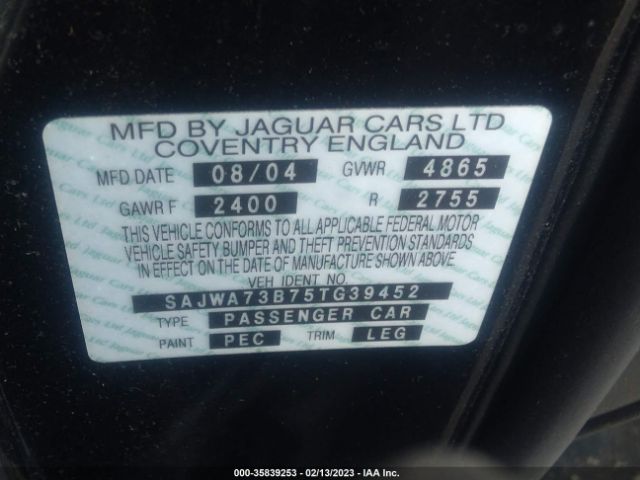 MFD BY JAGUAR CARS LTD
COVENTRY ENGLAND
MFD DATE 08/04 GVWR 4865
GAWR F 2400 R 2755
THIS VEHICLE CONFORMS TO ALL APPLICABLE FEDERAL MOTOR
VEHICLE SAFETY BUMPER AND THEFT PREVENTION STANDARDS
IN EFFECT ON THE DATE OF MANUFACTURE SHOWN ABOVE
VEH IDENT NO.
SAJWA73B75TG39452
TYPE PASSENGER CAR
PAINT PEC TRIM LEG
000-35839253 - 02/13/2023 - IAA Inc.